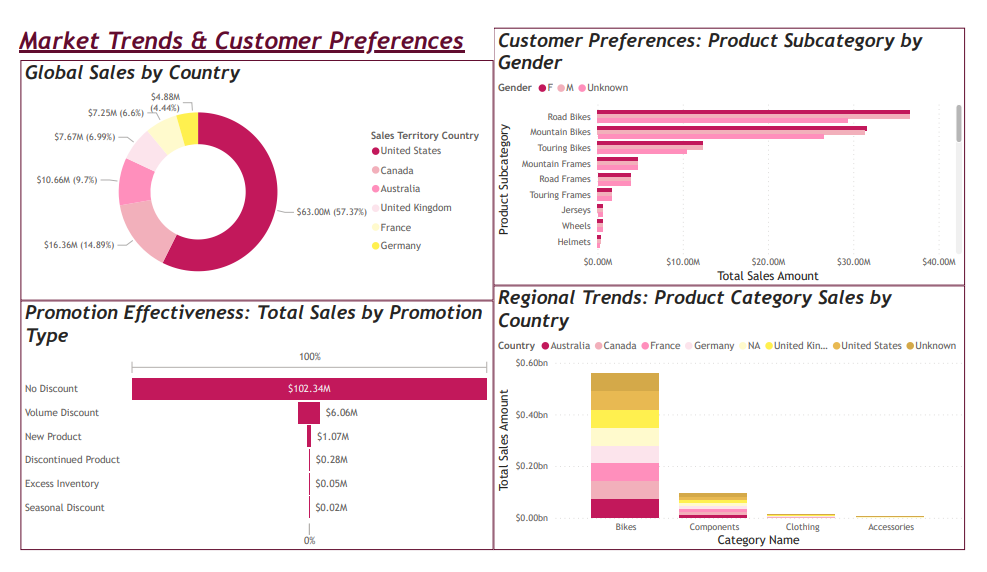 Market Trends & Customer Preferences
Global Sales by Country
$4.88M
(4.44%)
$7.25M (6.6%)
$7.67M (6.99%)
$10.66M (9.7%)
$16.36M (14.89%)
$63.00M (57.37%)
Sales Territory Country
United States
Canada
Australia
United Kingdom
France
Germany
Customer Preferences: Product Subcategory by
Gender
Gender F M Unknown
Product Subcategory
Road Bikes
Mountain Bikes
Touring Bikes
Mountain Frames
Road Frames
Touring Frames
Jerseys
Wheels
Helmets
$0.00M $10.00M $20.00M $30.00M $40.00M
Total Sales Amount
Promotion Effectiveness: Total Sales by Promotion
Type
100%
No Discount $102.34M
Volume Discount $6.06M
New Product $1.07M
Discontinued Product $0.28M
Excess Inventory $0.05M
Seasonal Discount $0.02M
0%
Regional Trends: Product Category Sales by
Country
Country Australia Canada France Germany NA United Kin... United States Unknown
Total Sales Amount
$0.60bn
$0.40bn
$0.20bn
$0.00bn
Bikes Components Clothing Accessories
Category Name